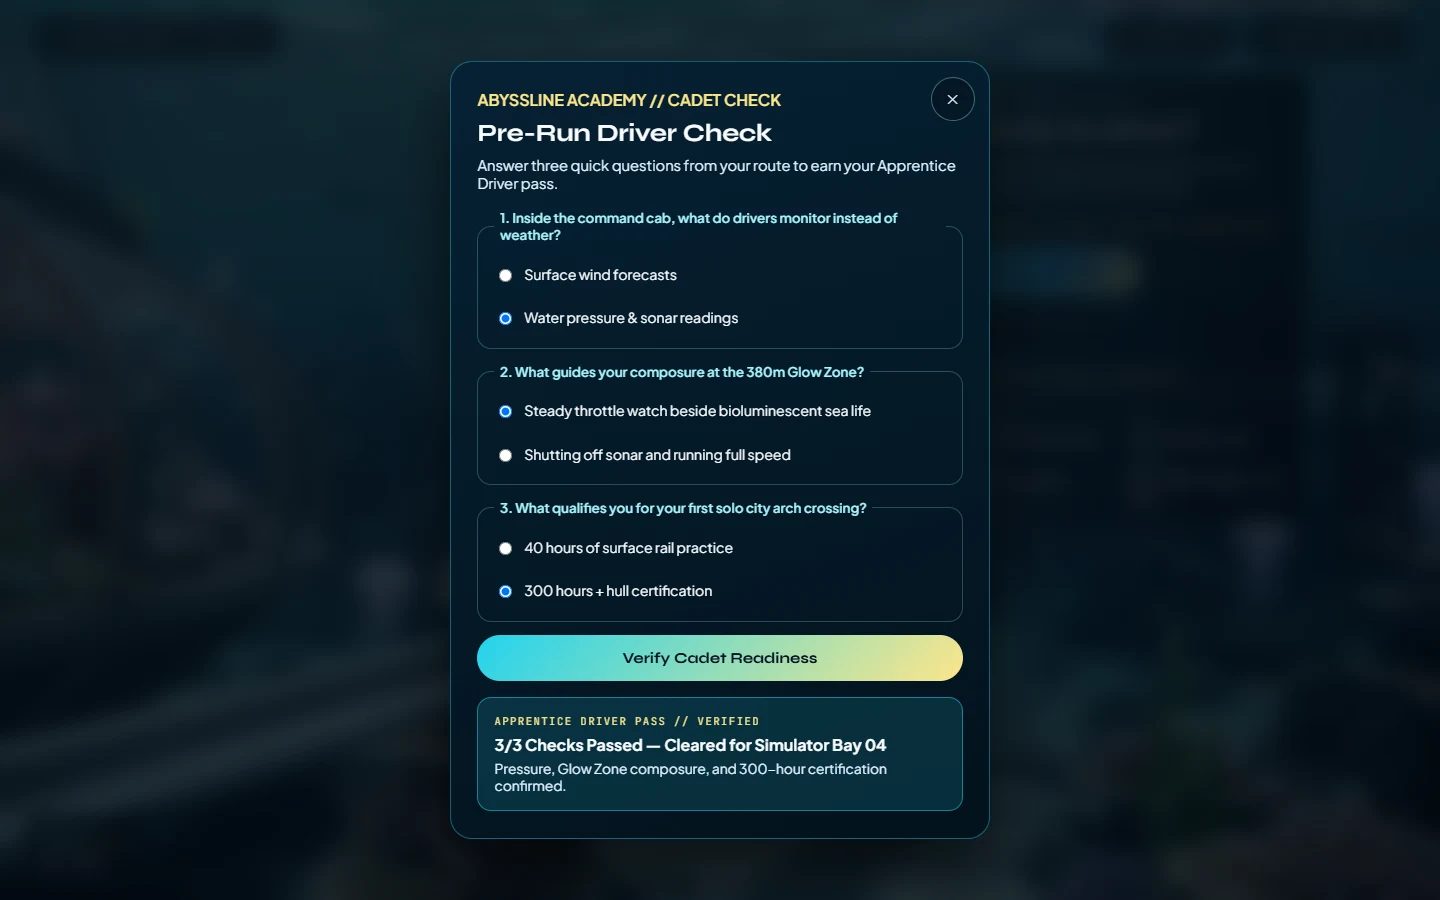 ABYSSLINE ACADEMY // CADET CHECK
Pre-Run Driver Check
Answer three quick questions from your route to earn your Apprentice
Driver pass.
1. Inside the command cab, what do drivers monitor instead of
weather?
Surface wind forecasts
Water pressure & sonar readings
2. What guides your composure at the 380m Glow Zone?
Steady throttle watch beside bioluminescent sea life
Shutting off sonar and running full speed
3. What qualifies you for your first solo city arch crossing?
40 hours of surface rail practice
300 hours + hull certification
Verify Cadet Readiness
APPRENTICE DRIVER PASS // VERIFIED
3/3 Checks Passed — Cleared for Simulator Bay 04
Pressure, Glow Zone composure, and 300-hour certification
confirmed.